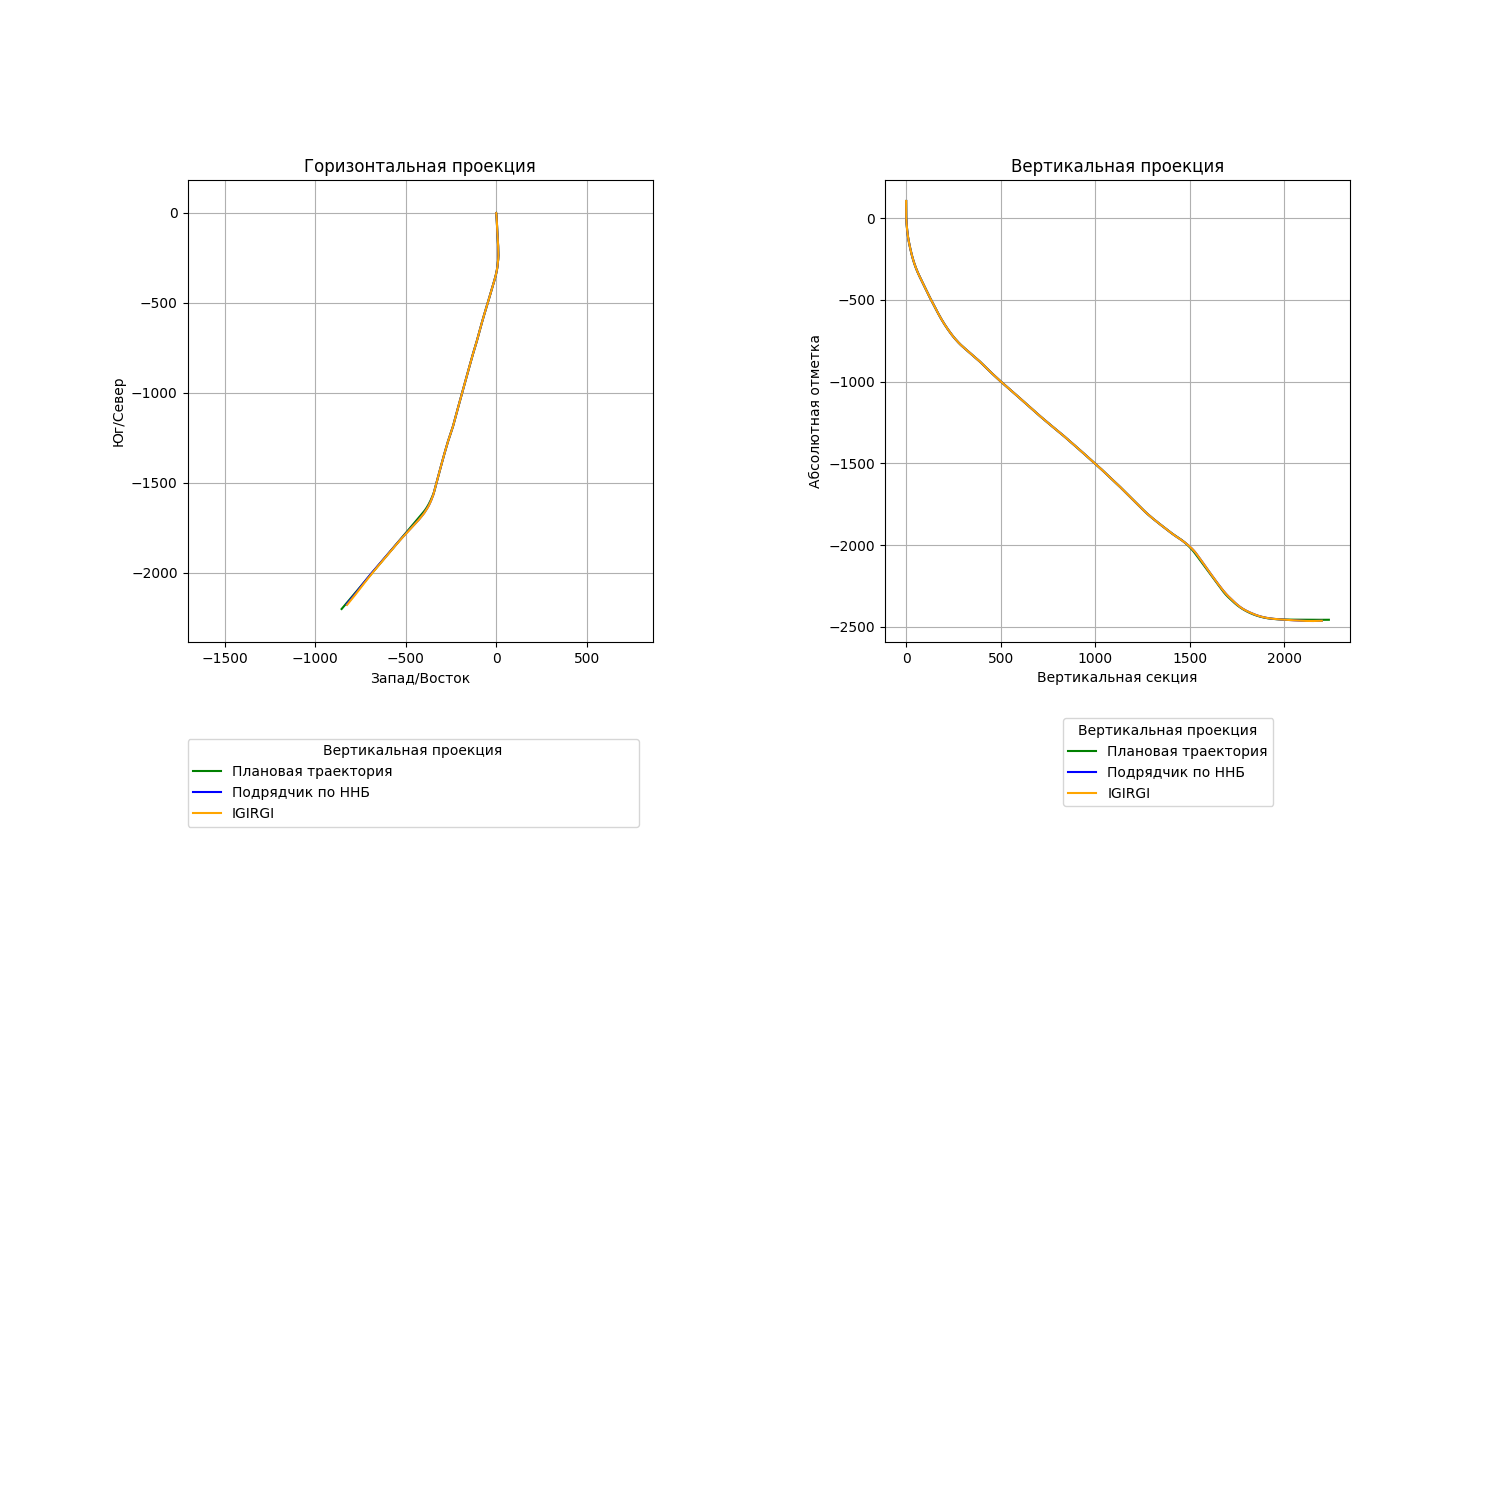 Горизонтальная проекция
0
−500
−1000
−1500
−2000
Юг/Север
−1500 −1000 −500 0 500
Запад/Восток
Вертикальная проекция
Плановая траектория
Подрядчик по ННБ
IGIRGI
Вертикальная проекция
0
−500
−1000
−1500
−2000
−2500
Абсолютная отметка
0 500 1000 1500 2000
Вертикальная секция
Вертикальная проекция
Плановая траектория
Подрядчик по ННБ
IGIRGI